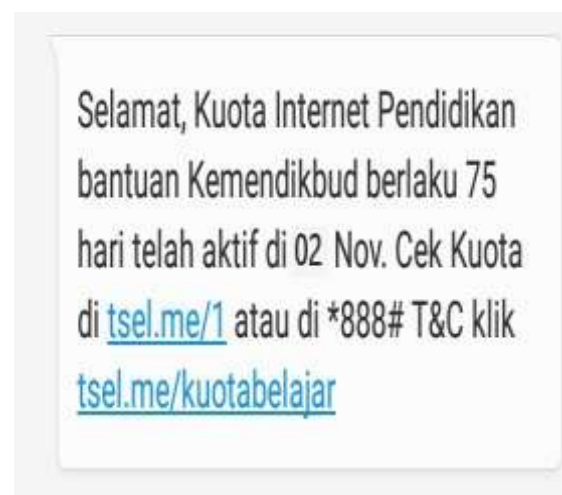 Selamat, Kuota Internet Pendidikan
bantuan Kemendikbud berlaku 75
hari telah aktif di 02 Nov. Cek Kuota
di tsel.me/1 atau di *888# T&C klik
tsel.me/kuotabelajar